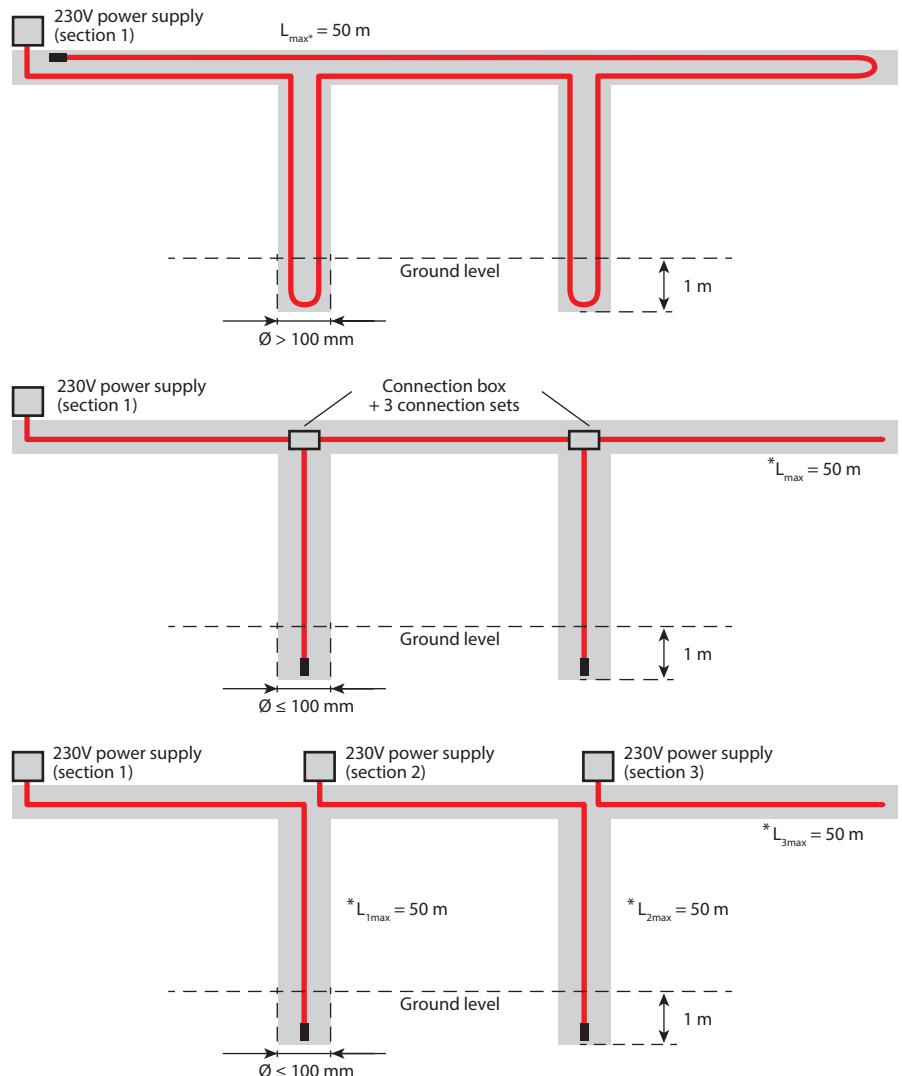 230V power supply
(section 1)
Lmax* = 50 m
Ground level
1 m
Ø > 100 mm
230V power supply
(section 1)
Connection box
+ 3 connection sets
*Lmax = 50 m
Ground level
1 m
Ø ≤ 100 mm
230V power supply
(section 1)
230V power supply
(section 2)
230V power supply
(section 3)
*L3max = 50 m
*L1max = 50 m
*L2max = 50 m
Ground level
1 m
Ø ≤ 100 mm